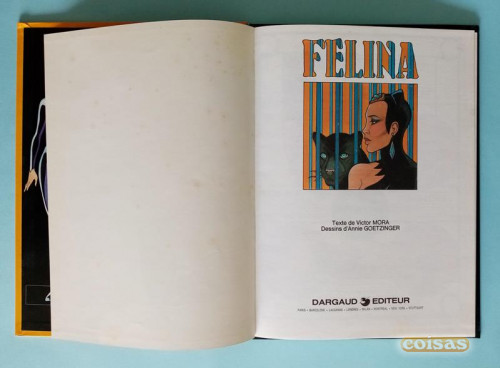 FELINA
Texte de Victor MORA
Dessins d'Annie GOETZINGER
DARGAUD EDITEUR
coisas